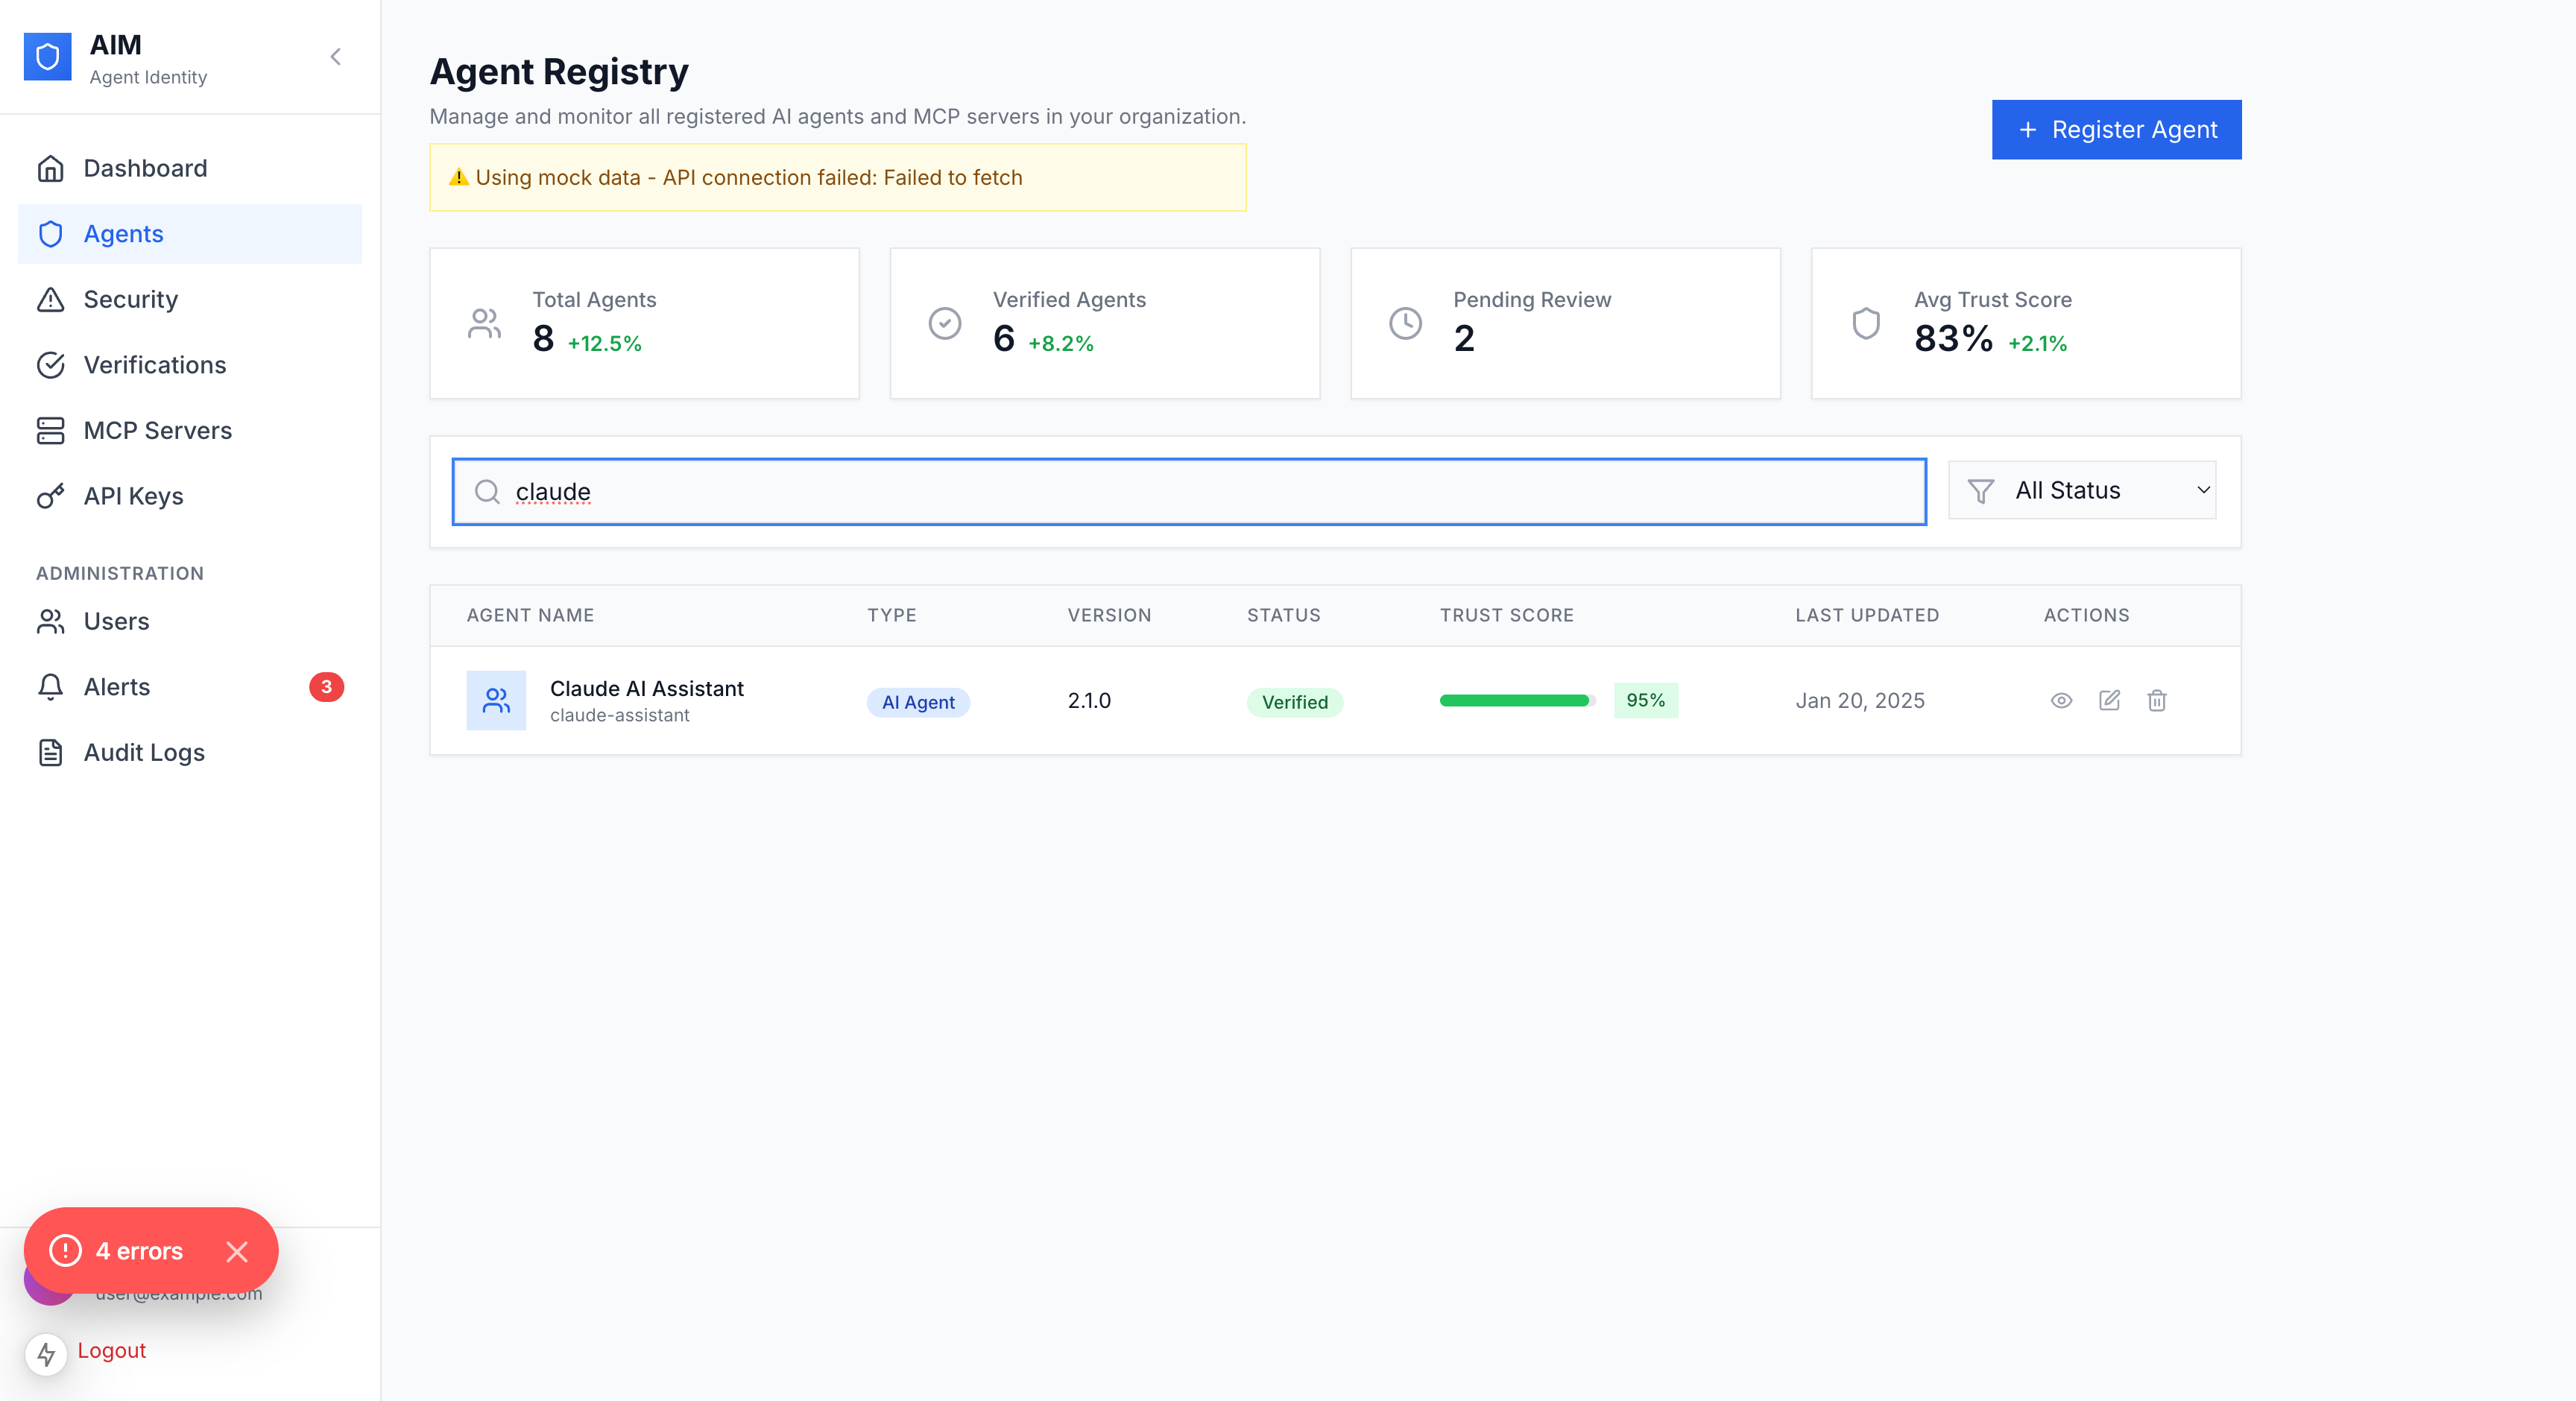 AIM
Agent Identity
Dashboard
Agents
Security
Verifications
MCP Servers
API Keys
ADMINISTRATION
Users
Alerts
3
Audit Logs
4 errors
user@example.com
Logout
Agent Registry
Manage and monitor all registered AI agents and MCP servers in your organization.
Using mock data - API connection failed: Failed to fetch
+ Register Agent
Total Agents
8 +12.5%
Verified Agents
6 +8.2%
Pending Review
2
Avg Trust Score
83% +2.1%
claude
All Status
AGENT NAME TYPE VERSION STATUS TRUST SCORE LAST UPDATED ACTIONS
Claude AI Assistant
claude-assistant
AI Agent
2.1.0
Verified
95%
Jan 20, 2025